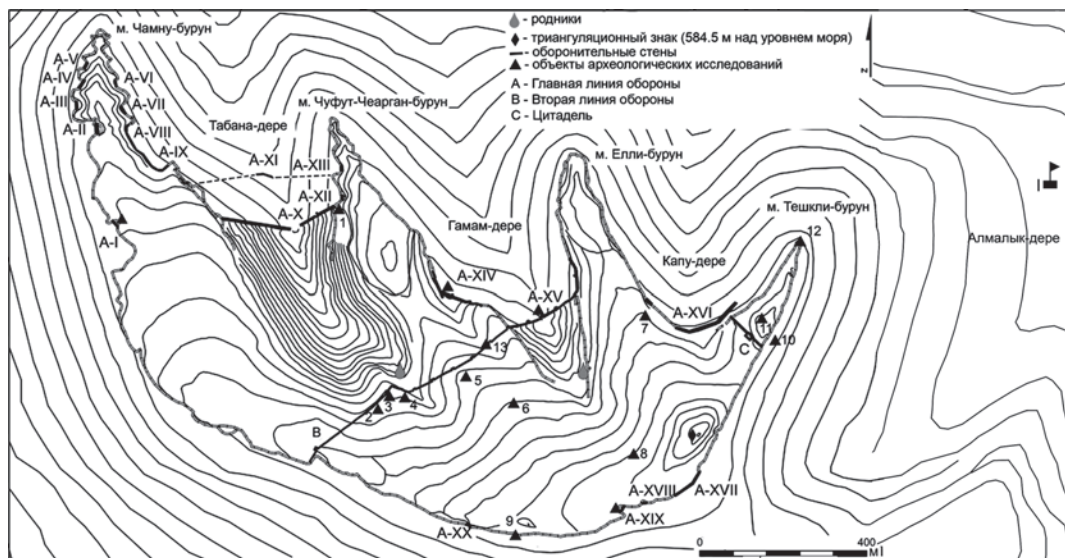 м. Чамну-бурун
- родники
- триангуляционный знак (584.5 м над уровнем моря)
- оборонительные стены
- объекты археологических исследований
А - Главная линия обороны
В - Вторая линия обороны
С - Цитадель
N
А-V
А-IV
А-III
А-II
А-VI
А-VII
А-VIII
А-IX
м. Чуфут-Чеарган-бурун
Табана-дере
А-XI
А-XIII
А-XII
А-X
1
А-I
м. Елли-бурун
Гамам-дере
м. Тешкли-бурун
Капу-дере
Алмалык-дере
12
А-XIV
А-XV
А-XVI
7
11
10
С
13
5
4
3
2
6
В
8
А-XVIII
А-XVII
А-XIX
9
А-XX
0
400
м